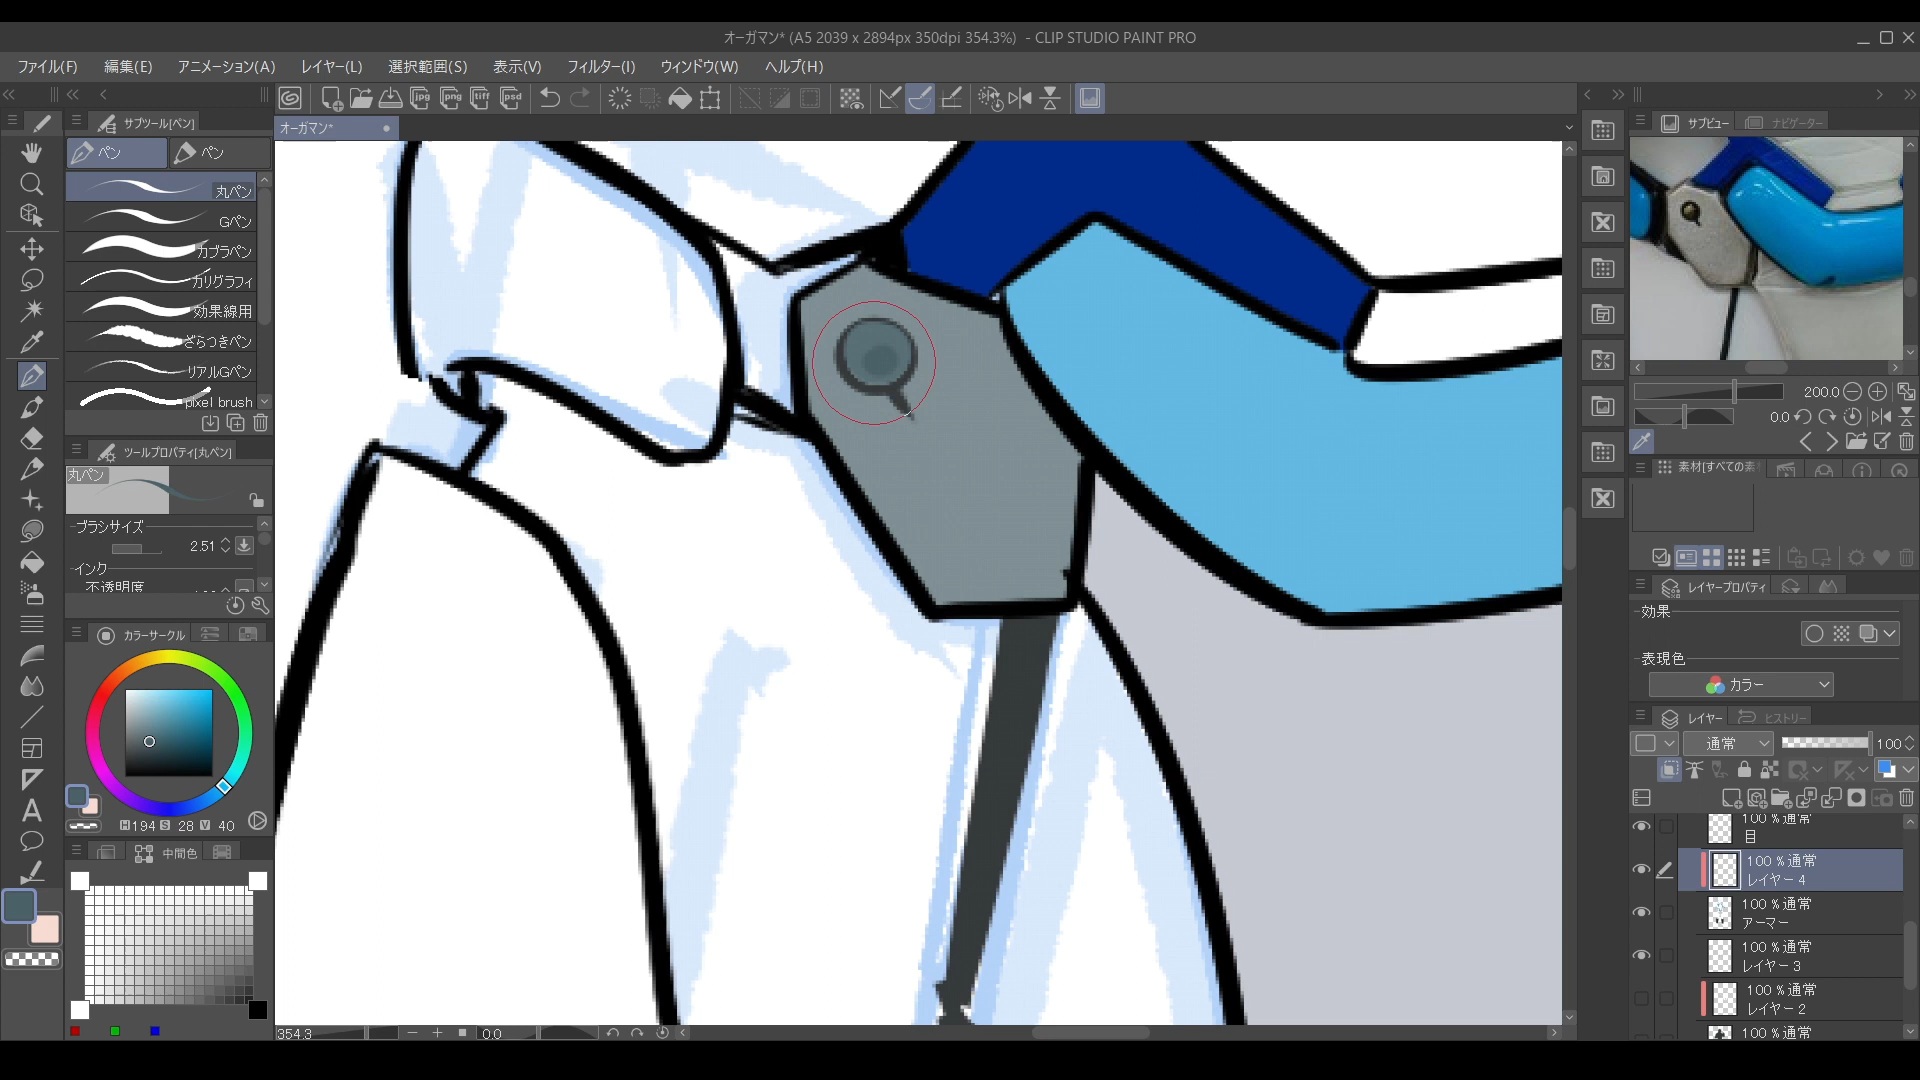 オーガマン* (A5 2039 x 2894px 350dpi 354.3%) - CLIP STUDIO PAINT PRO
ファイル(F) 編集(E) アニメーション(A) レイヤー(L) 選択範囲(S) 表示(V) フィルター(I) ウィンドウ(W) ヘルプ(H)
jpg png tiff psd
サブツール[ペン]
オーガマン*
サブビュー ナビゲーター
ペン ペン
丸ペン
Gペン
カブラペン
カリグラフィ
効果線用
ざらつきペン
リアルGペン
pixel brush
ツールプロパティ[丸ペン]
丸ペン
ブラシサイズ
2.51
インク
不透明度
カラーサークル
H 194 S 28 V 40
中間色
354.3
0.0
200.0
0.0
素材[すべての素
レイヤープロパティ
効果
表現色
カラー
レイヤー ヒストリー
通常 100
100 % 通常
目
100 % 通常
レイヤー 4
100 % 通常
アーマー
100 % 通常
レイヤー 3
100 % 通常
レイヤー 2
100 % 通常